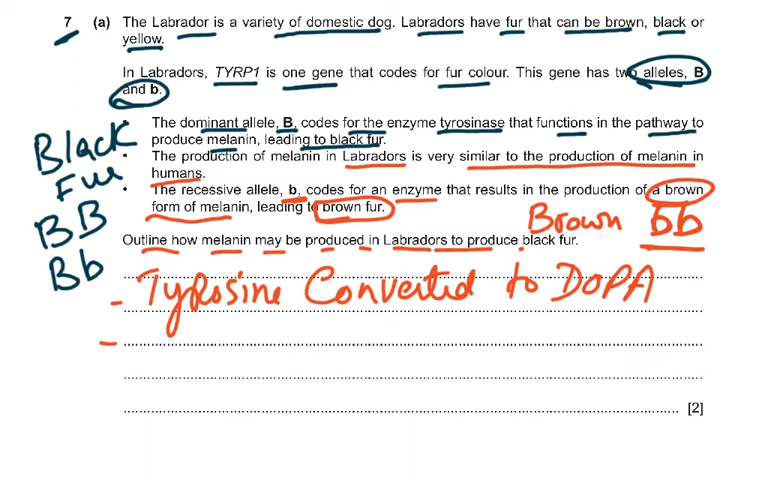 7 (a) The Labrador is a variety of domestic dog. Labradors have fur that can be brown, black or
yellow.
In Labradors, TYRP1 is one gene that codes for fur colour. This gene has two alleles, B
and b.
• The dominant allele, B, codes for the enzyme tyrosinase that functions in the pathway to
produce melanin, leading to black fur.
• The production of melanin in Labradors is very similar to the production of melanin in
humans.
• The recessive allele, b, codes for an enzyme that results in the production of a brown
form of melanin, leading to brown fur.
Black
Fur
BB
Bb
Brown bb
Outline how melanin may be produced in Labradors to produce black fur.
- Tyrosine Converted to DOPA
-
[2]